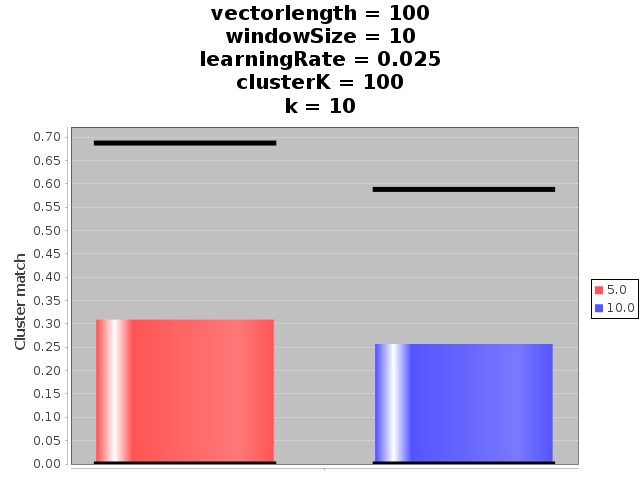 vectorlength = 100
windowSize = 10
learningRate = 0.025
clusterK = 100
k = 10
0.70
0.65
0.60
0.55
0.50
0.45
0.40
0.35
0.30
0.25
0.20
0.15
0.10
0.05
0.00
Cluster match
5.0
10.0